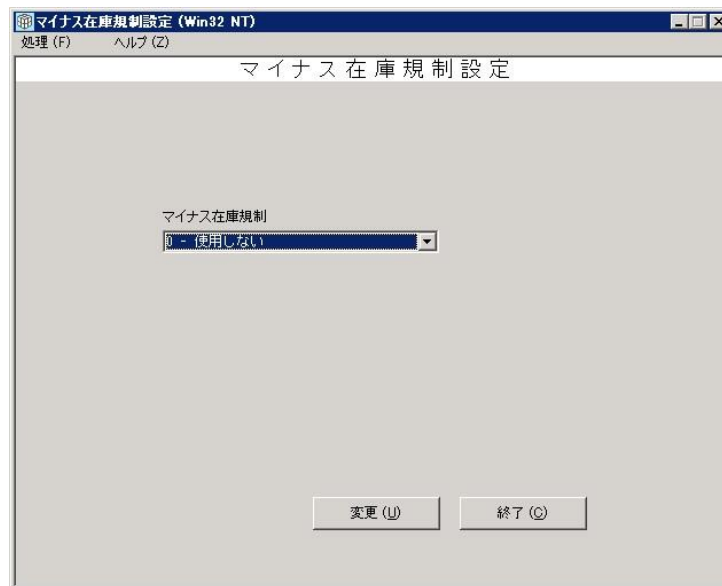 マイナス在庫規制設定 (Win32 NT)
処理(F) ヘルプ(Z)
マイナス在庫規制設定
マイナス在庫規制
0 - 使用しない
変更(U) 終了(C)